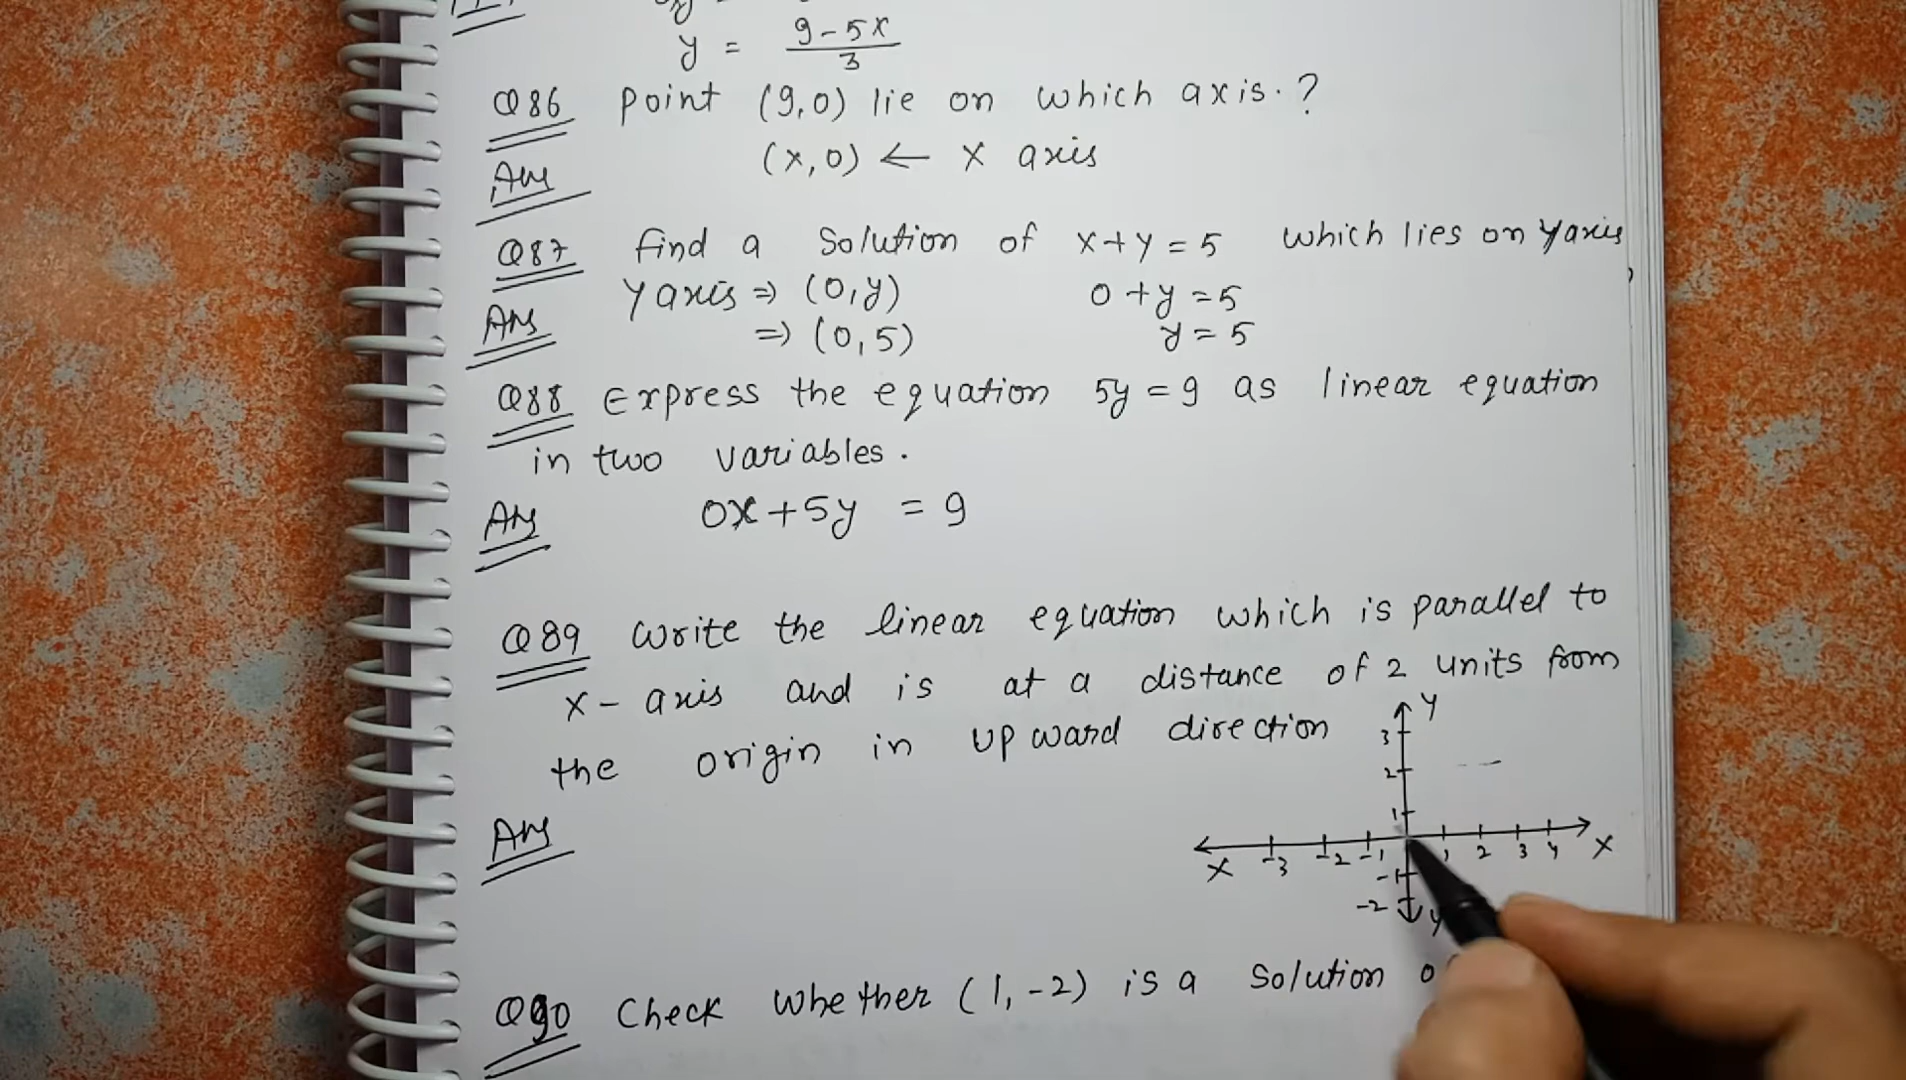 y = 9-5x
3
Q86 Point (9,0) lie on which axis.?
Ans (x,0) ← X axis
Q87 find a Solution of x+y=5 which lies on Y axis
Ans Y axis ⇒ (0,y) 0+y=5
⇒ (0,5) y=5
Q88 Express the equation 5y=9 as linear equation
in two variables.
Ans 0x+5y = 9
Q89 Write the linear equation which is parallel to
X-axis and is at a distance of 2 units from
the origin in upward direction
Ans
Y
3
2
1
X -3 -2 -1 1 2 3 4 X
-1
-2 Y
Q90 Check whether (1,-2) is a Solution o